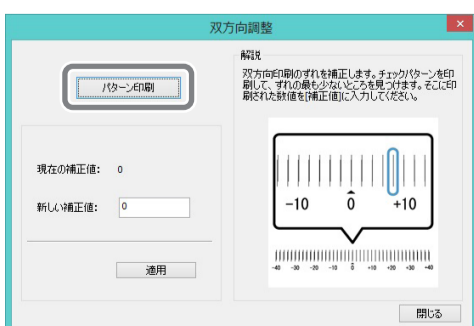 双方向調整
×
パターン印刷
現在の補正値: 0
新しい補正値: 0
適用
解説
双方向印刷のずれを補正します。チェックパターンを印
刷して、ずれの最も少ないところを見つけます。そこに印
刷された数値を[補正値]に入力してください。
-10 0 +10
-40 -30 -20 -10 0 +10 +20 +30 +40
閉じる